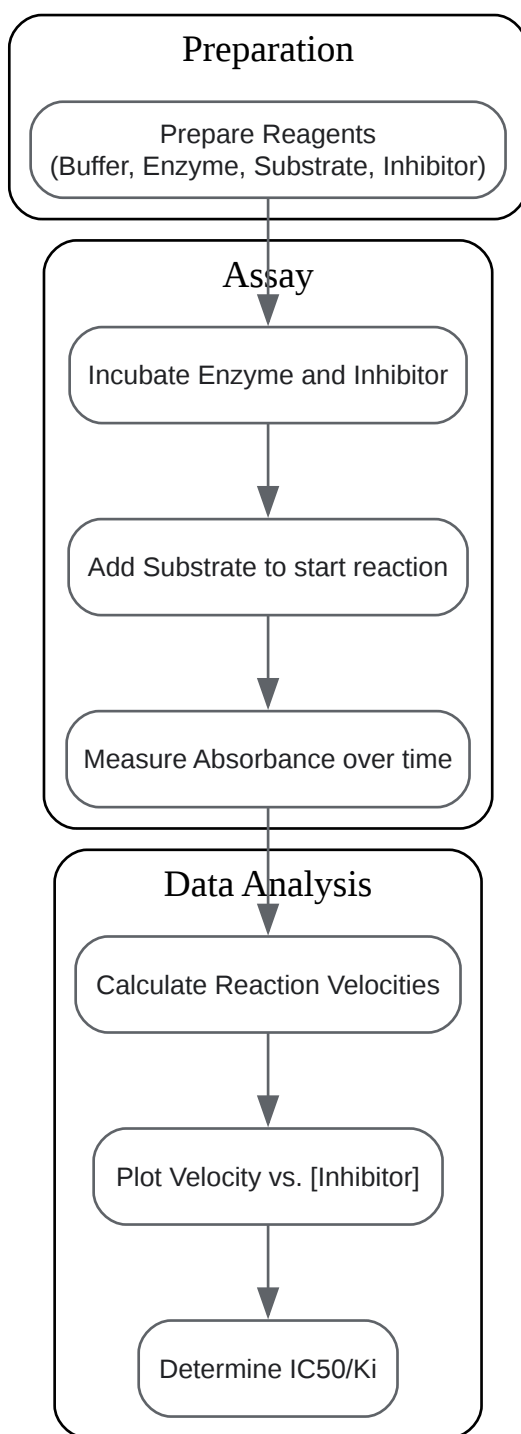 Preparation
Prepare Reagents
(Buffer, Enzyme, Substrate, Inhibitor)
Assay
Incubate Enzyme and Inhibitor
Add Substrate to start reaction
Measure Absorbance over time
Data Analysis
Calculate Reaction Velocities
Plot Velocity vs. [Inhibitor]
Determine IC50/Ki